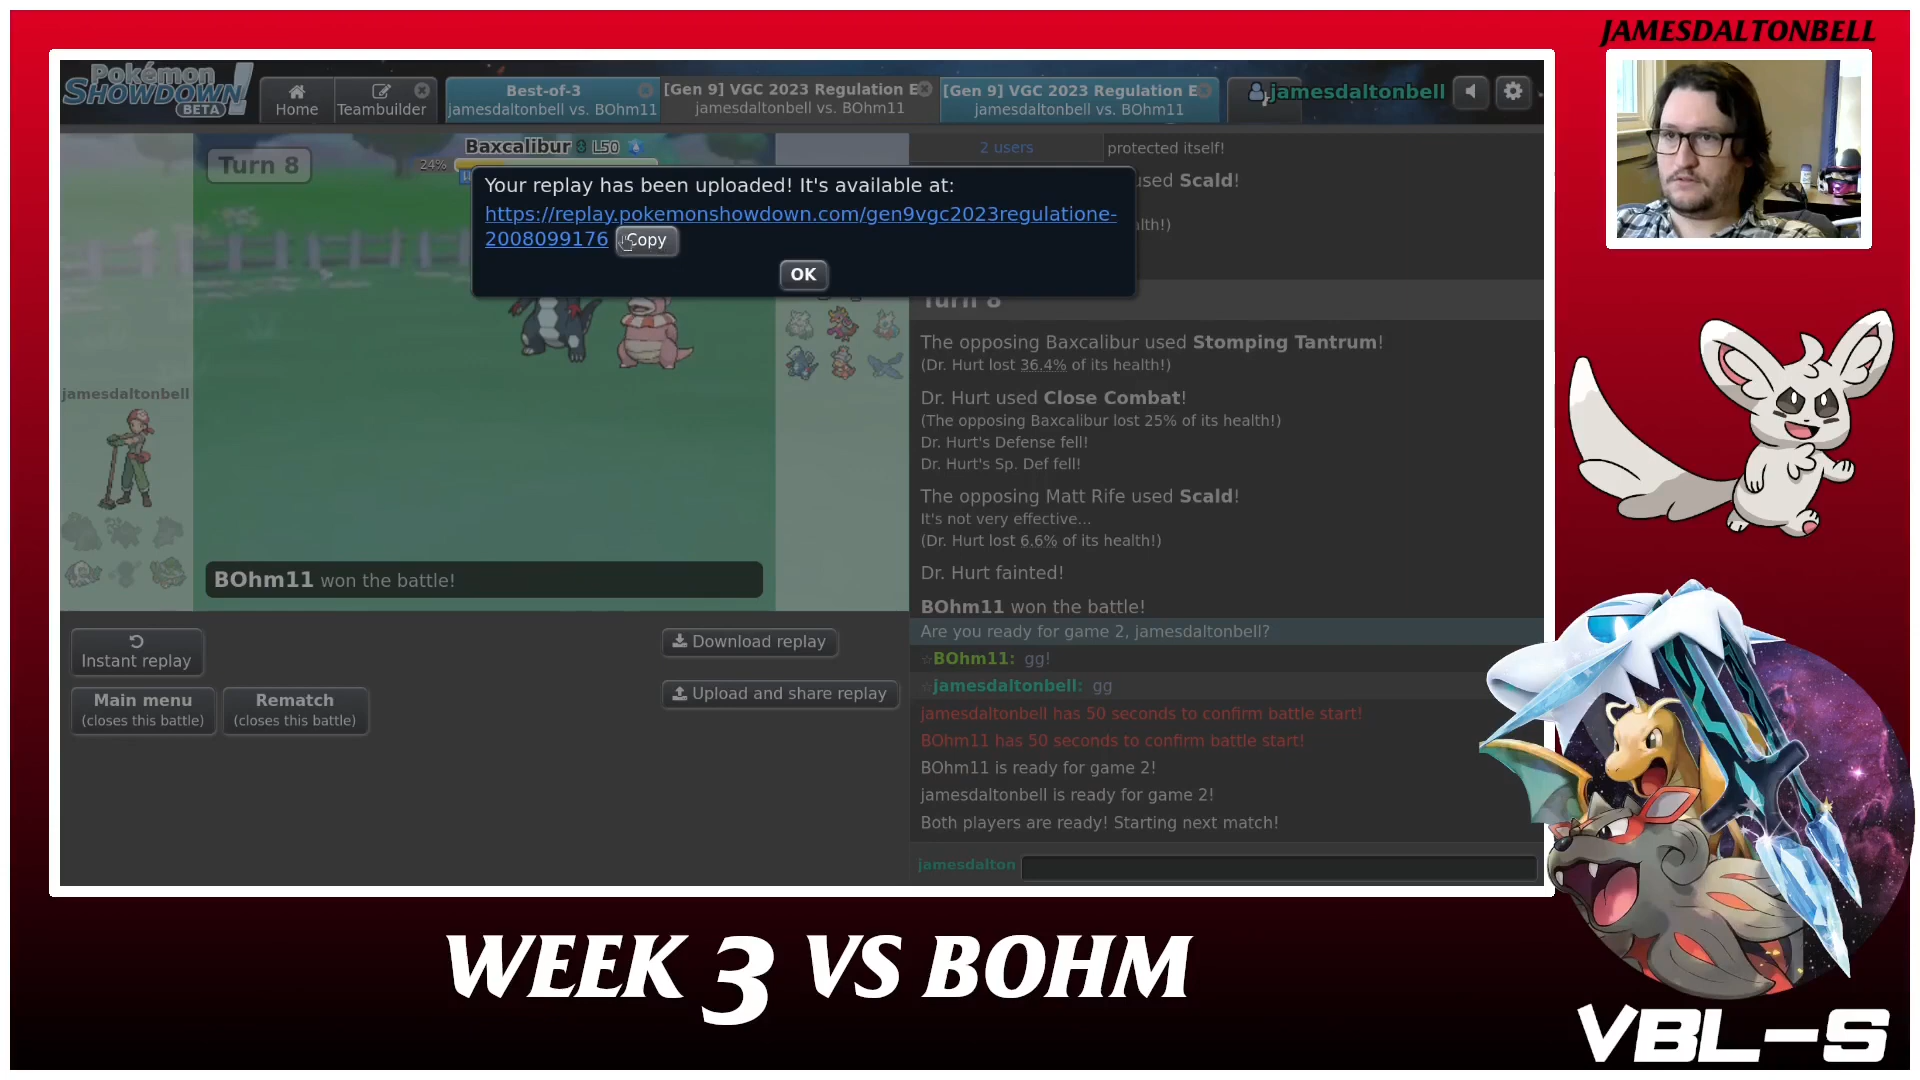 JAMESDALTONBELL
Pokémon
SHOWDOWN!
BETA
Home
Teambuilder
Best-of-3
jamesdaltonbell vs. BOhm11
[Gen 9] VGC 2023 Regulation E
jamesdaltonbell vs. BOhm11
[Gen 9] VGC 2023 Regulation E
jamesdaltonbell vs. BOhm11
jamesdaltonbell
Turn 8
Baxcalibur L50
24%
Your replay has been uploaded! It's available at:
https://replay.pokemonshowdown.com/gen9vgc2023regulatione-
2008099176 Copy
OK
jamesdaltonbell
BOhm11 won the battle!
Instant replay
Download replay
Upload and share replay
Main menu
(closes this battle)
Rematch
(closes this battle)
2 users
protected itself!
used Scald!
Turn 8
The opposing Baxcalibur used Stomping Tantrum!
(Dr. Hurt lost 36.4% of its health!)
Dr. Hurt used Close Combat!
(The opposing Baxcalibur lost 25% of its health!)
Dr. Hurt's Defense fell!
Dr. Hurt's Sp. Def fell!
The opposing Matt Rife used Scald!
It's not very effective...
(Dr. Hurt lost 6.6% of its health!)
Dr. Hurt fainted!
BOhm11 won the battle!
Are you ready for game 2, jamesdaltonbell?
☆BOhm11: gg!
☆jamesdaltonbell: gg
jamesdaltonbell has 50 seconds to confirm battle start!
BOhm11 has 50 seconds to confirm battle start!
BOhm11 is ready for game 2!
jamesdaltonbell is ready for game 2!
Both players are ready! Starting next match!
jamesdalton
WEEK 3 VS BOHM
VBL-S